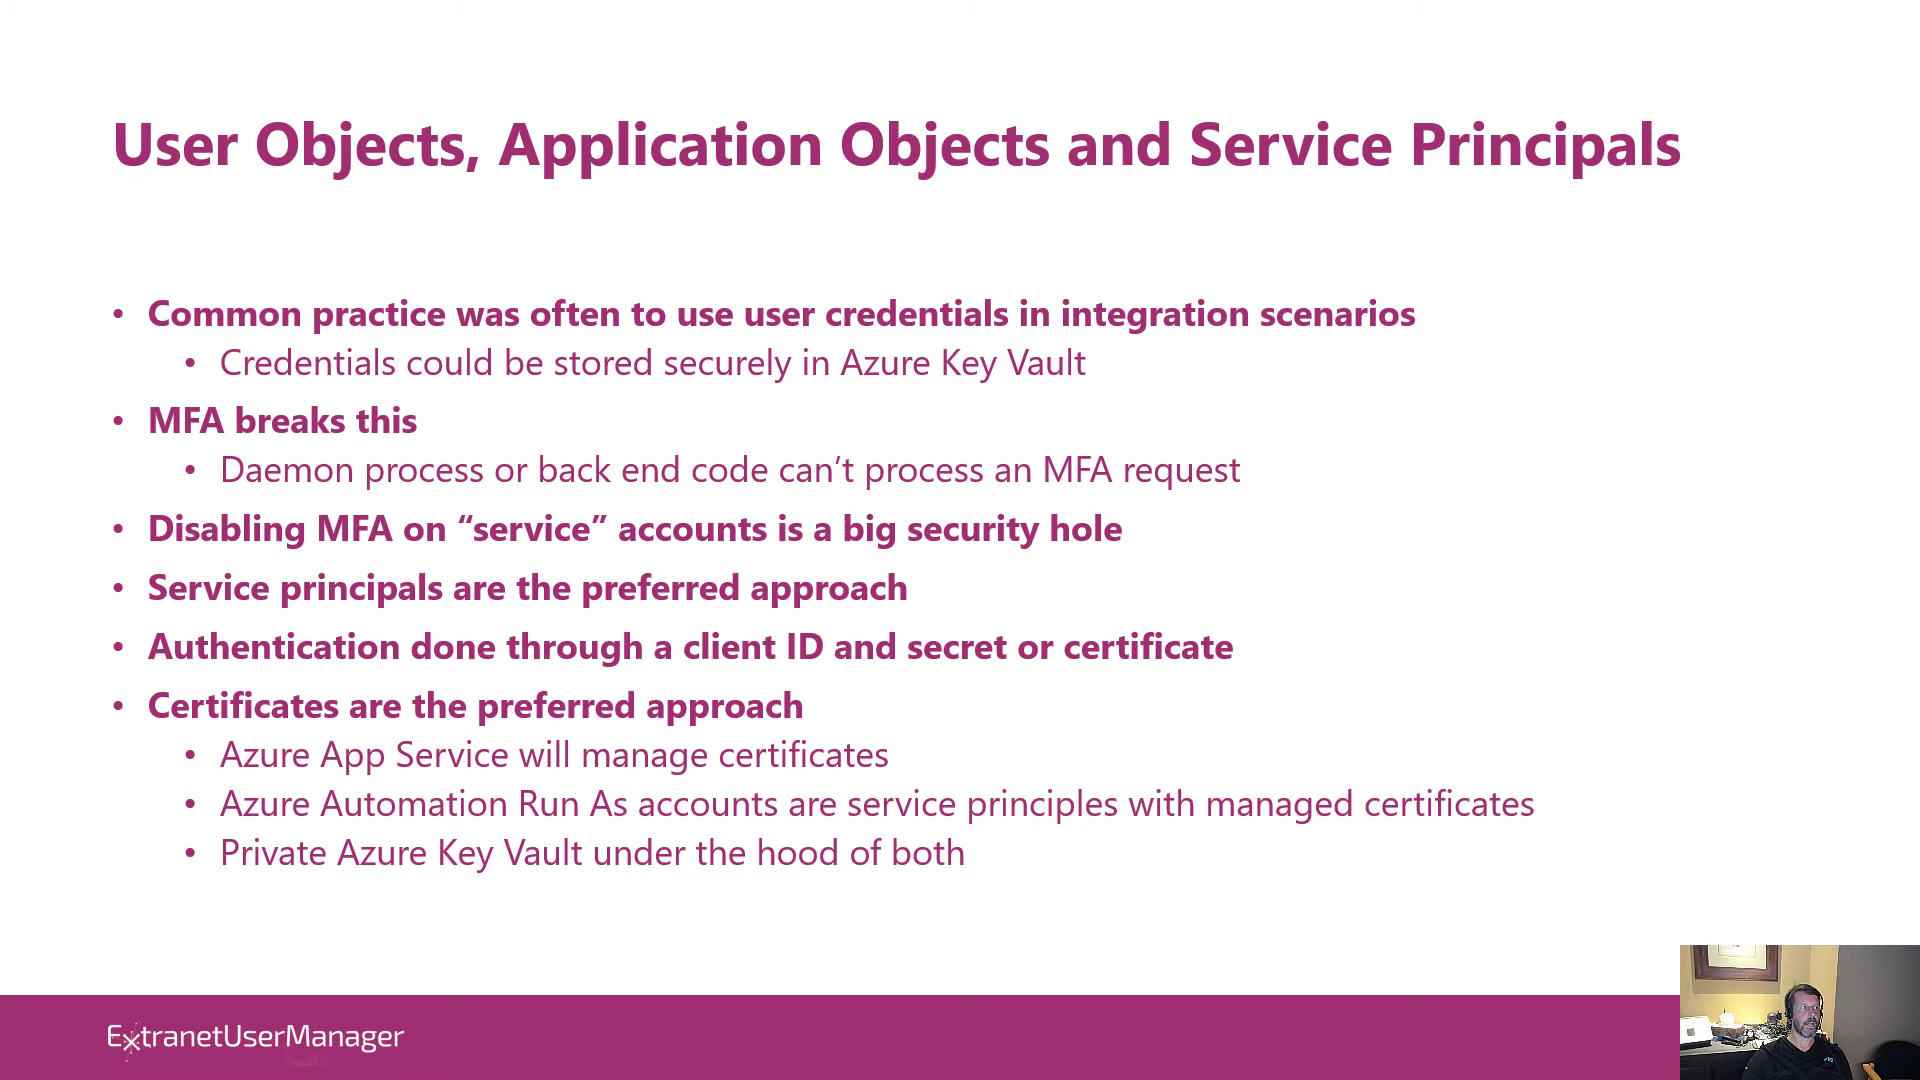 User Objects, Application Objects and Service Principals
• Common practice was often to use user credentials in integration scenarios
• Credentials could be stored securely in Azure Key Vault
• MFA breaks this
• Daemon process or back end code can’t process an MFA request
• Disabling MFA on “service” accounts is a big security hole
• Service principals are the preferred approach
• Authentication done through a client ID and secret or certificate
• Certificates are the preferred approach
• Azure App Service will manage certificates
• Azure Automation Run As accounts are service principles with managed certificates
• Private Azure Key Vault under the hood of both
ExtranetUserManager